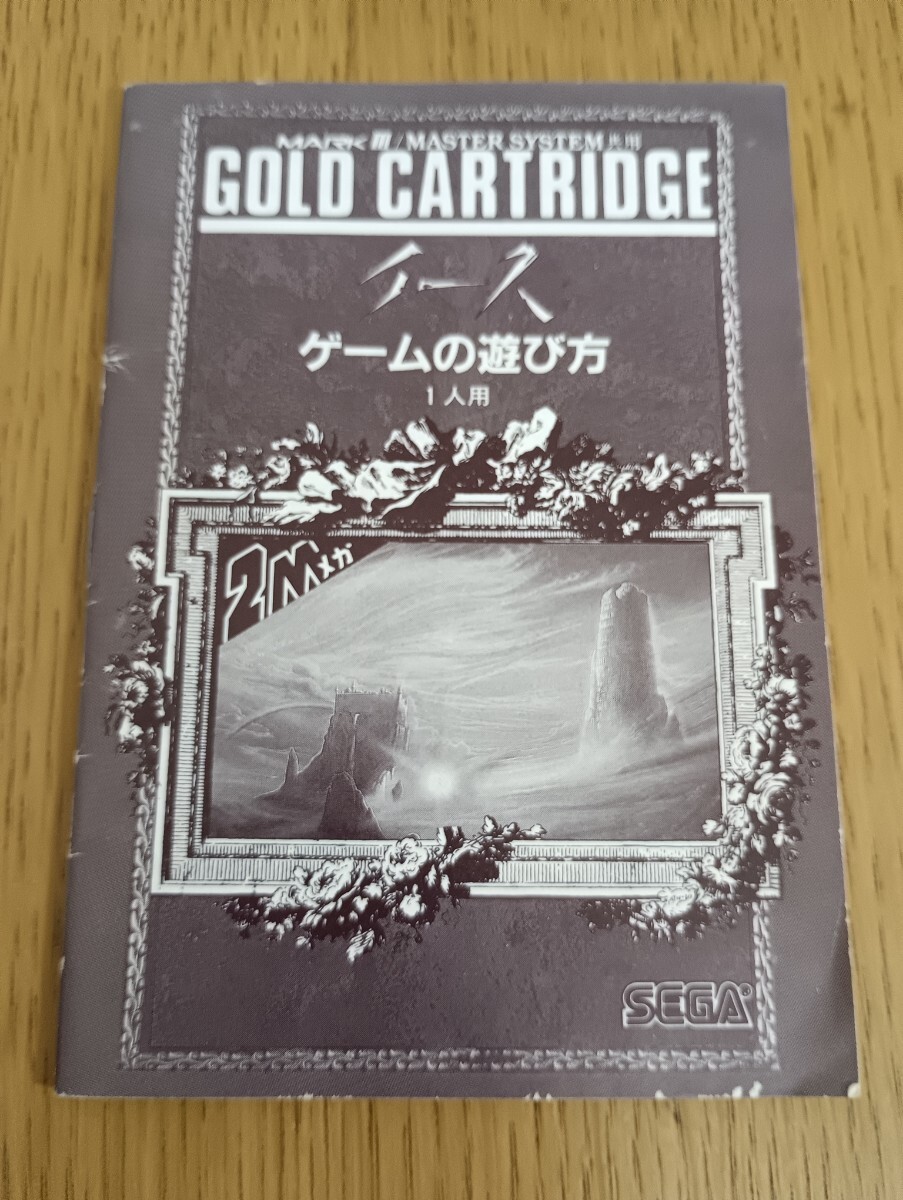 MARK III/MASTER SYSTEM共用
GOLD CARTRIDGE
イース
ゲームの遊び方
1人用
2Mメガ
SEGA®